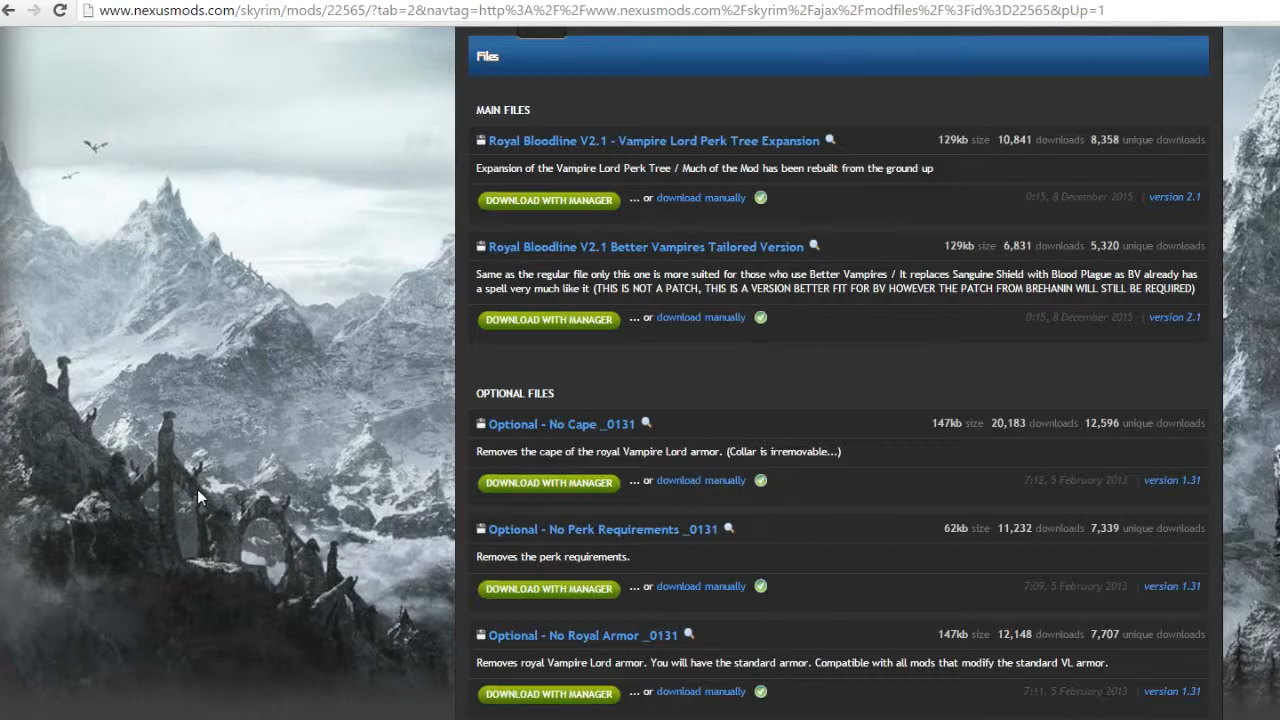 www.nexusmods.com/skyrim/mods/22565/?tab=2&navtag=http%3A%2F%2Fwww.nexusmods.com%2Fskyrim%2Fajax%2Fmodfiles%2F%3Fid%3D22565&pUp=1
Files
MAIN FILES
Royal Bloodline V2.1 - Vampire Lord Perk Tree Expansion 129kb size 10,841 downloads 8,358 unique downloads
Expansion of the Vampire Lord Perk Tree / Much of the Mod has been rebuilt from the ground up
DOWNLOAD WITH MANAGER ... or download manually 0:15, 8 December 2015 | version 2.1
Royal Bloodline V2.1 Better Vampires Tailored Version 129kb size 6,831 downloads 5,320 unique downloads
Same as the regular file only this one is more suited for those who use Better Vampires / It replaces Sanguine Shield with Blood Plague as BV already has
a spell very much like it (THIS IS NOT A PATCH, THIS IS A VERSION BETTER FIT FOR BV HOWEVER THE PATCH FROM BREHANIN WILL STILL BE REQUIRED)
DOWNLOAD WITH MANAGER ... or download manually 0:15, 8 December 2015 | version 2.1
OPTIONAL FILES
Optional - No Cape _0131 147kb size 20,183 downloads 12,596 unique downloads
Removes the cape of the royal Vampire Lord armor. (Collar is irremovable...)
DOWNLOAD WITH MANAGER ... or download manually 7:12, 5 February 2013 | version 1.31
Optional - No Perk Requirements _0131 62kb size 11,232 downloads 7,339 unique downloads
Removes the perk requirements.
DOWNLOAD WITH MANAGER ... or download manually 7:09, 5 February 2013 | version 1.31
Optional - No Royal Armor _0131 147kb size 12,148 downloads 7,707 unique downloads
Removes royal Vampire Lord armor. You will have the standard armor. Compatible with all mods that modify the standard VL armor.
DOWNLOAD WITH MANAGER ... or download manually 7:11, 5 February 2013 | version 1.31